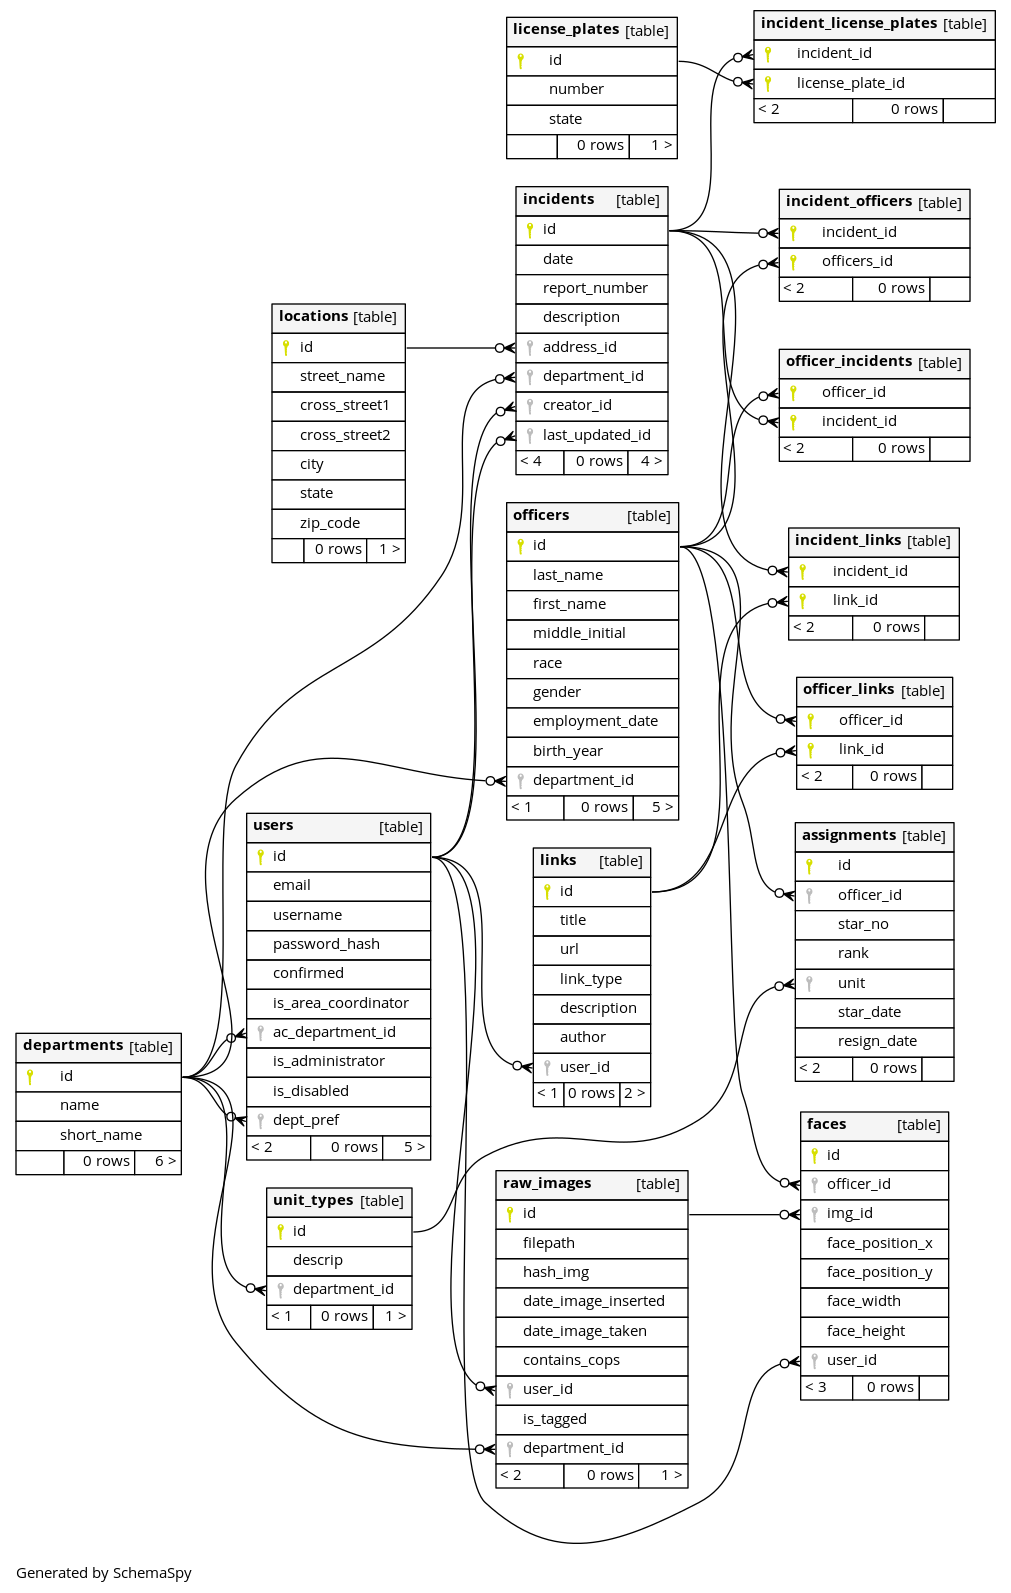 license_plates [table]
id
number
state
0 rows 1 >
incident_license_plates [table]
incident_id
license_plate_id
< 2 0 rows
incidents [table]
id
date
report_number
description
address_id
department_id
creator_id
last_updated_id
< 4 0 rows 4 >
incident_officers [table]
incident_id
officers_id
< 2 0 rows
locations [table]
id
street_name
cross_street1
cross_street2
city
state
zip_code
0 rows 1 >
officer_incidents [table]
officer_id
incident_id
< 2 0 rows
officers [table]
id
last_name
first_name
middle_initial
race
gender
employment_date
birth_year
department_id
< 1 0 rows 5 >
incident_links [table]
incident_id
link_id
< 2 0 rows
officer_links [table]
officer_id
link_id
< 2 0 rows
users [table]
id
email
username
password_hash
confirmed
is_area_coordinator
ac_department_id
is_administrator
is_disabled
dept_pref
< 2 0 rows 5 >
links [table]
id
title
url
link_type
description
author
user_id
< 1 0 rows 2 >
assignments [table]
id
officer_id
star_no
rank
unit
star_date
resign_date
< 2 0 rows
departments [table]
id
name
short_name
0 rows 6 >
unit_types [table]
id
descrip
department_id
< 1 0 rows 1 >
raw_images [table]
id
filepath
hash_img
date_image_inserted
date_image_taken
contains_cops
user_id
is_tagged
department_id
< 2 0 rows 1 >
faces [table]
id
officer_id
img_id
face_position_x
face_position_y
face_width
face_height
user_id
< 3 0 rows
Generated by SchemaSpy